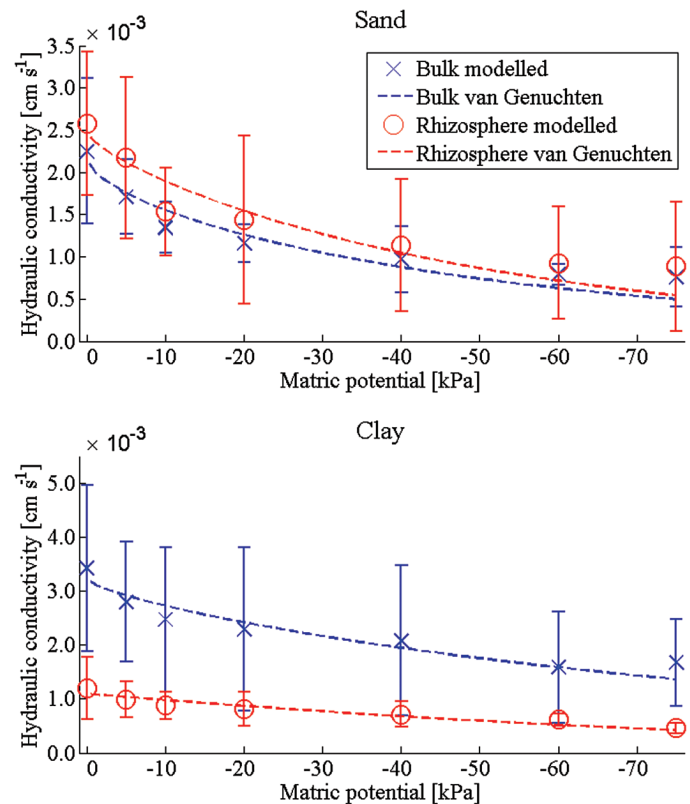 Sand
× 10⁻³
Hydraulic conductivity [cm s⁻¹]
3.5
3.0
2.5
2.0
1.5
1.0
0.5
0.0
Bulk modelled
Bulk van Genuchten
Rhizosphere modelled
Rhizosphere van Genuchten
0 -10 -20 -30 -40 -50 -60 -70
Matric potential [kPa]
Clay
× 10⁻³
Hydraulic conductivity [cm s⁻¹]
5.0
4.0
3.0
2.0
1.0
0.0
0 -10 -20 -30 -40 -50 -60 -70
Matric potential [kPa]